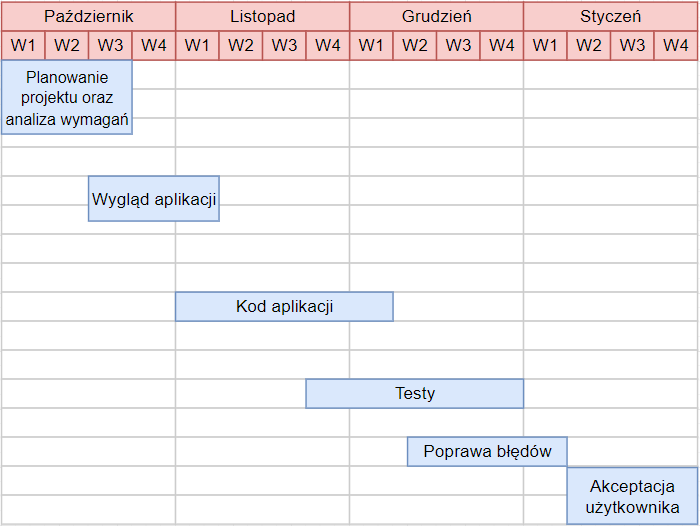 Październik Listopad Grudzień Styczeń
W1 W2 W3 W4 W1 W2 W3 W4 W1 W2 W3 W4 W1 W2 W3 W4
Planowanie
projektu oraz
analiza wymagań
Wygląd aplikacji
Kod aplikacji
Testy
Poprawa błędów
Akceptacja
użytkownika